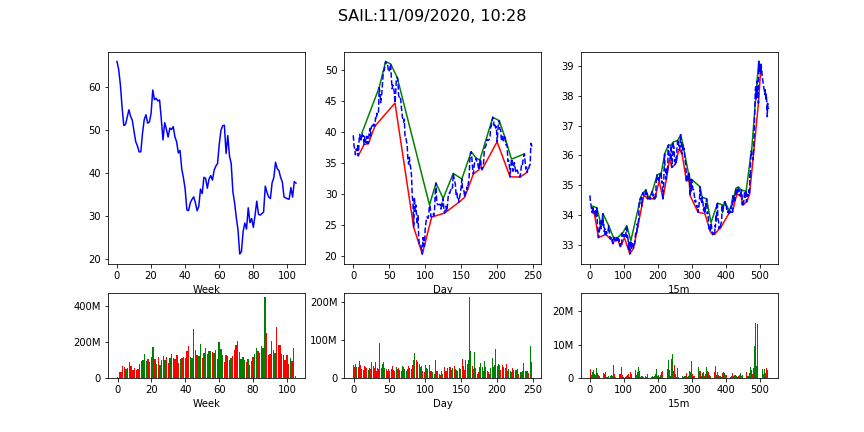 SAIL:11/09/2020, 10:28
60
50
40
30
20
0 20 40 60 80 100
Week
50
45
40
35
30
25
20
0 50 100 150 200 250
Day
39
38
37
36
35
34
33
0 100 200 300 400 500
15m
400M
200M
0
0 20 40 60 80 100
Week
200M
100M
0
0 50 100 150 200 250
Day
20M
10M
0
0 100 200 300 400 500
15m